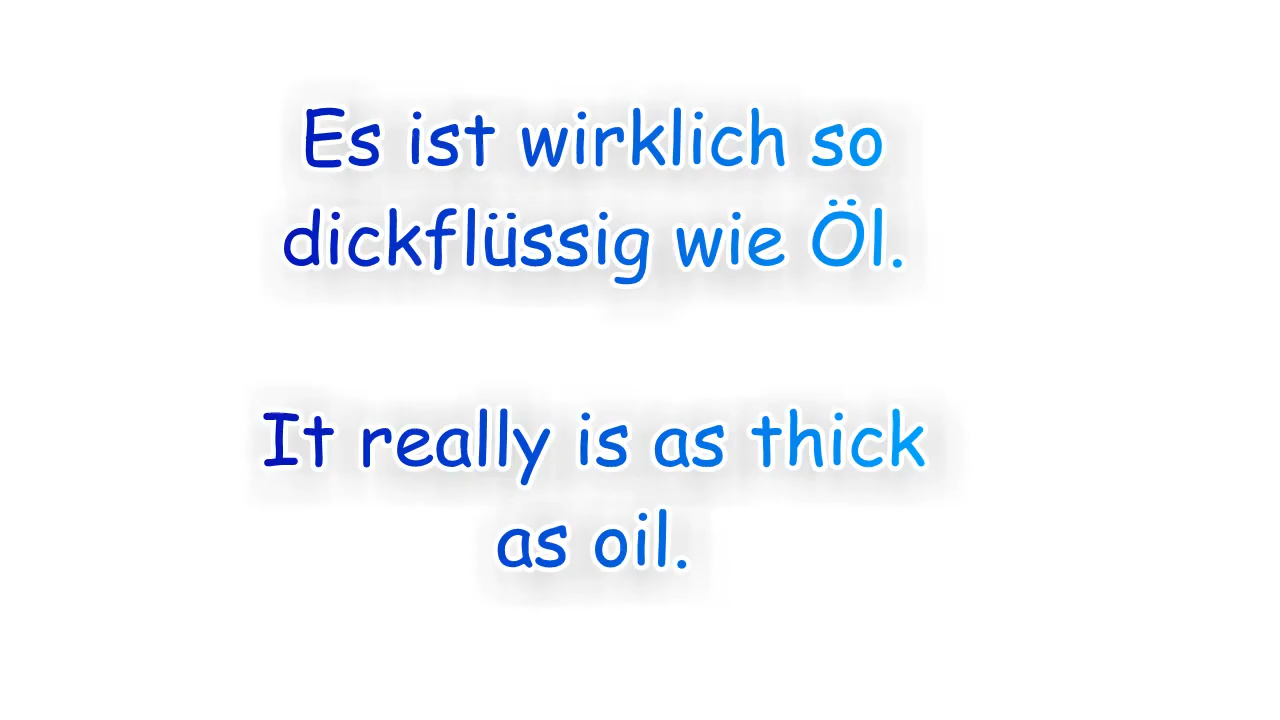 Es ist wirklich so
dickflüssig wie Öl.
It really is as thick
as oil.